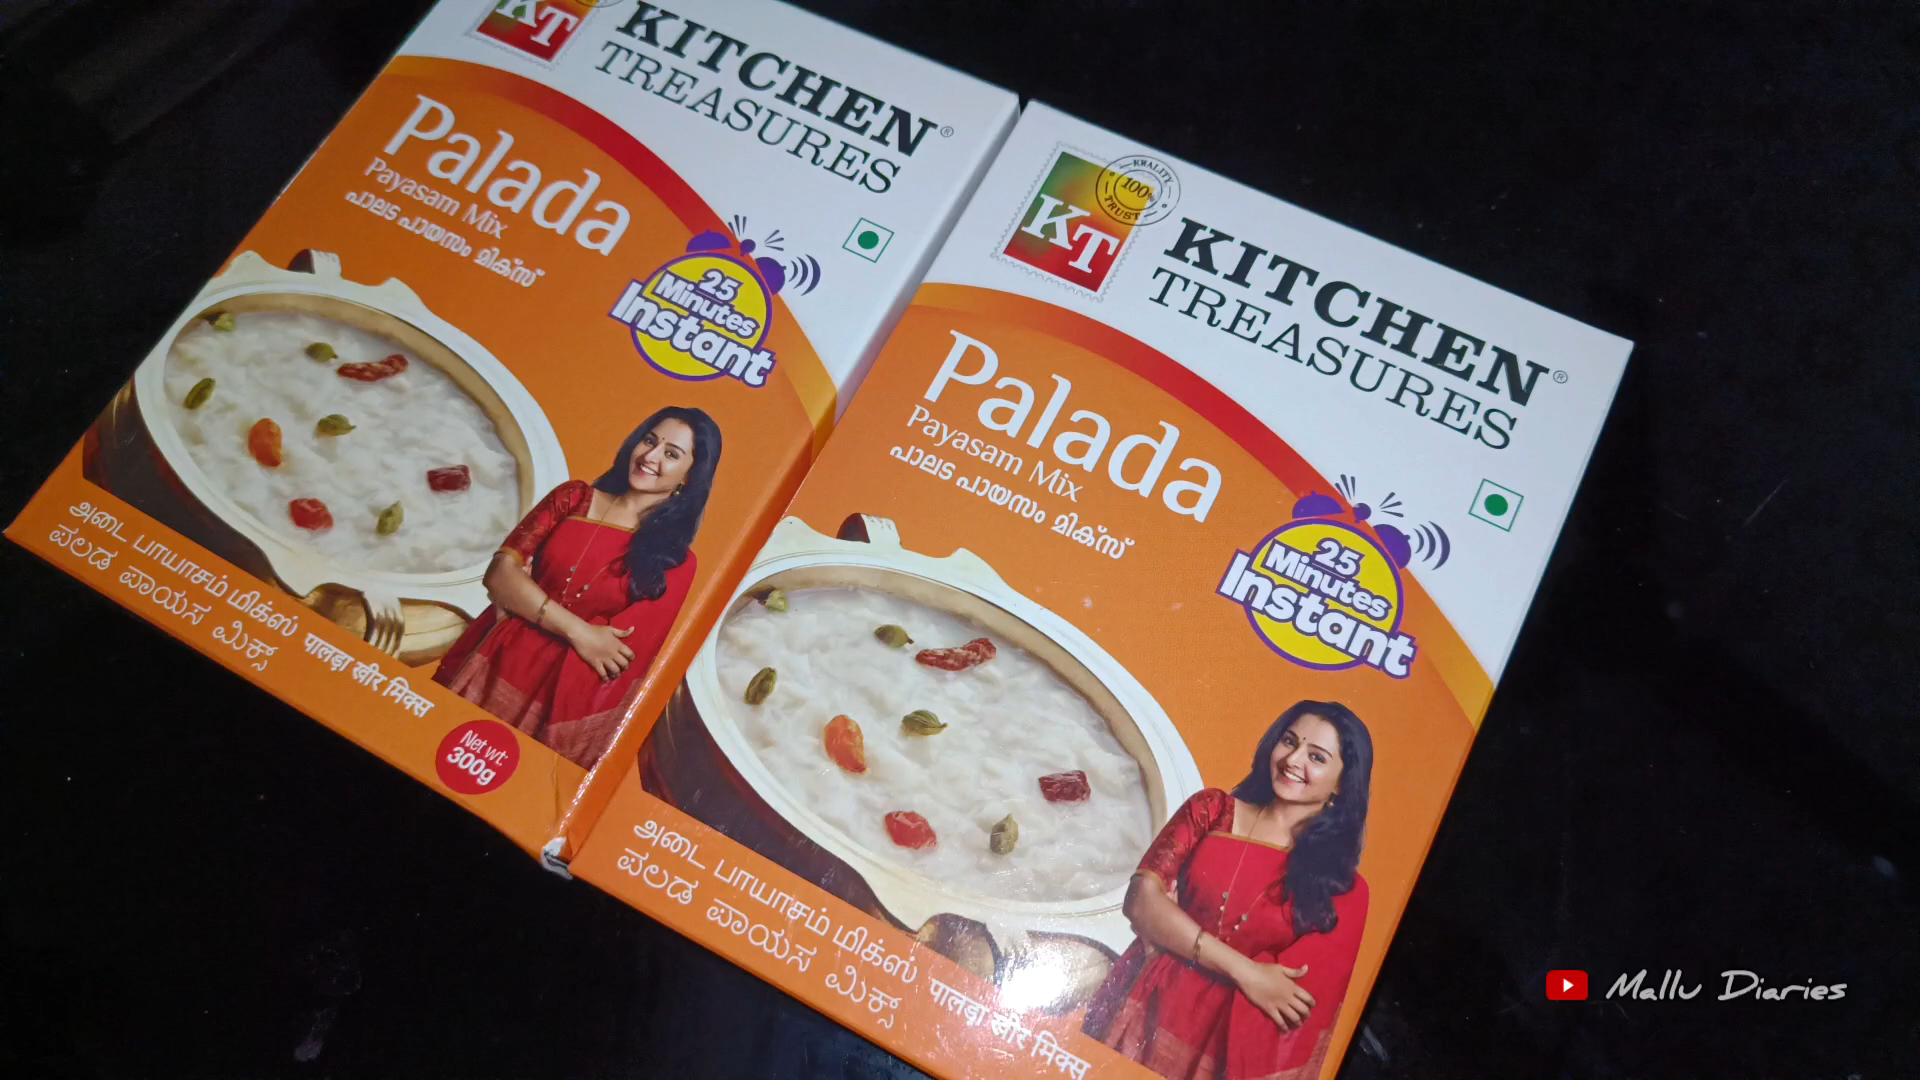 KT
KITCHEN®
TREASURES
Palada
Payasam Mix
പാലട പായസം മിക്സ്
25
Minutes
Instant
அடை பாயாசம் மிக்ஸ்
ಪಲಡ ಪಾಯಸ ಮಿಕ್ಸ್
पालड़ा खीर मिक्स
Net wt:
300g
KT
KWALITY
100%
TRUST
KITCHEN®
TREASURES
Palada
Payasam Mix
പാലട പായസം മിക്സ്
25
Minutes
Instant
அடை பாயாசம் மிக்ஸ்
ಪಲಡ ಪಾಯಸ ಮಿಕ್ಸ್
पालड़ा खीर मिक्स
Mallu Diaries